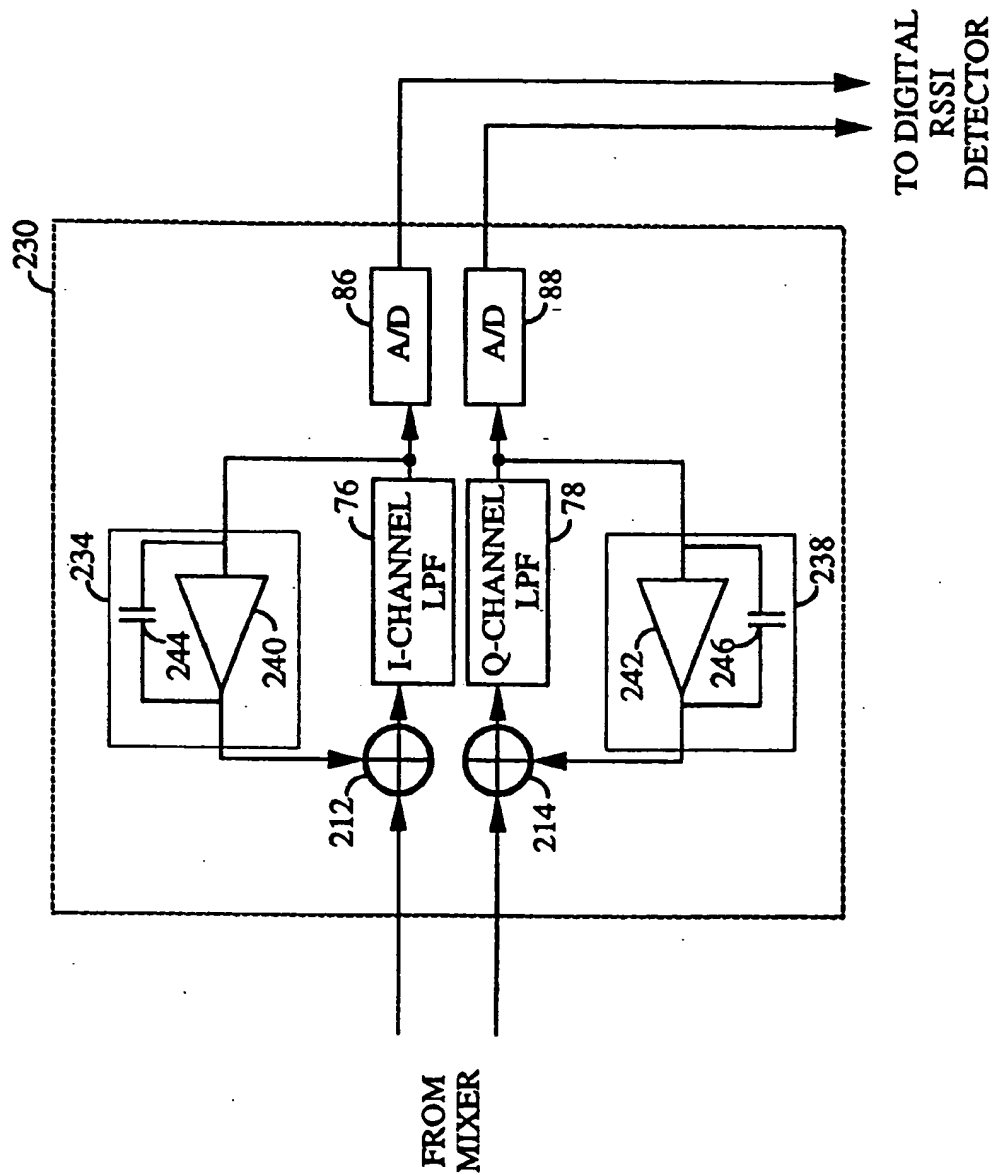 230
234
244
240
86
A/D
76
I-CHANNEL
LPF
212
FROM
MIXER
TO DIGITAL
RSSI
DETECTOR
Q-CHANNEL
LPF
78
A/D
88
214
242
246
238